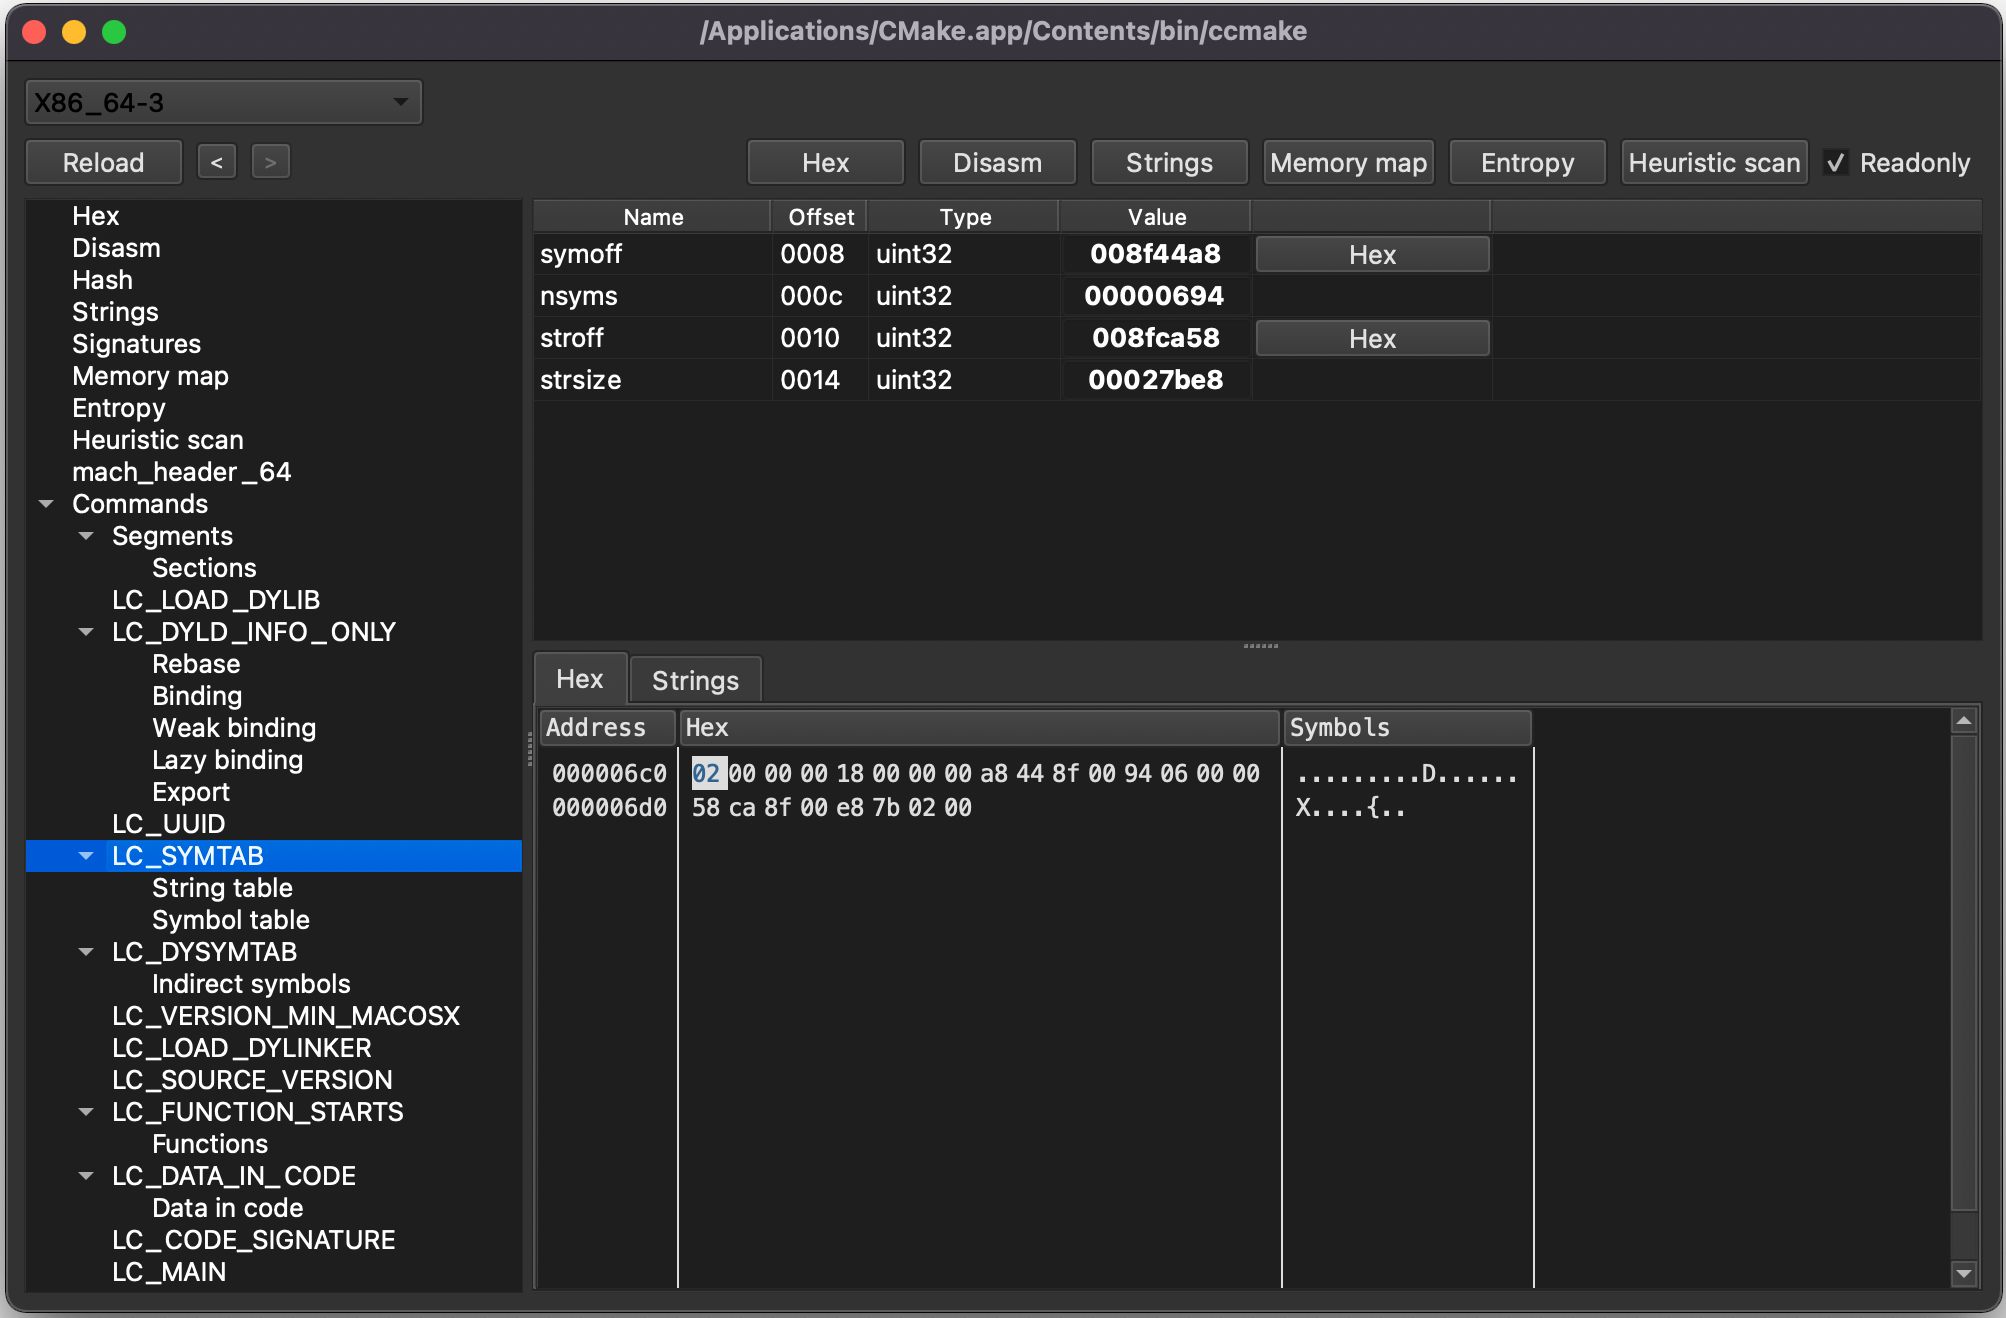 /Applications/CMake.app/Contents/bin/ccmake
X86_64-3
Reload < > Hex Disasm Strings Memory map Entropy Heuristic scan ✓ Readonly
Hex
Disasm
Hash
Strings
Signatures
Memory map
Entropy
Heuristic scan
mach_header_64
Commands
Segments
Sections
LC_LOAD_DYLIB
LC_DYLD_INFO_ONLY
Rebase
Binding
Weak binding
Lazy binding
Export
LC_UUID
LC_SYMTAB
String table
Symbol table
LC_DYSYMTAB
Indirect symbols
LC_VERSION_MIN_MACOSX
LC_LOAD_DYLINKER
LC_SOURCE_VERSION
LC_FUNCTION_STARTS
Functions
LC_DATA_IN_CODE
Data in code
LC_CODE_SIGNATURE
LC_MAIN
Name Offset Type Value
symoff 0008 uint32 008f44a8 Hex
nsyms 000c uint32 00000694
stroff 0010 uint32 008fca58 Hex
strsize 0014 uint32 00027be8
Hex Strings
Address Hex Symbols
000006c0 02 00 00 00 18 00 00 00 a8 44 8f 00 94 06 00 00 .........D......
000006d0 58 ca 8f 00 e8 7b 02 00 X....{..